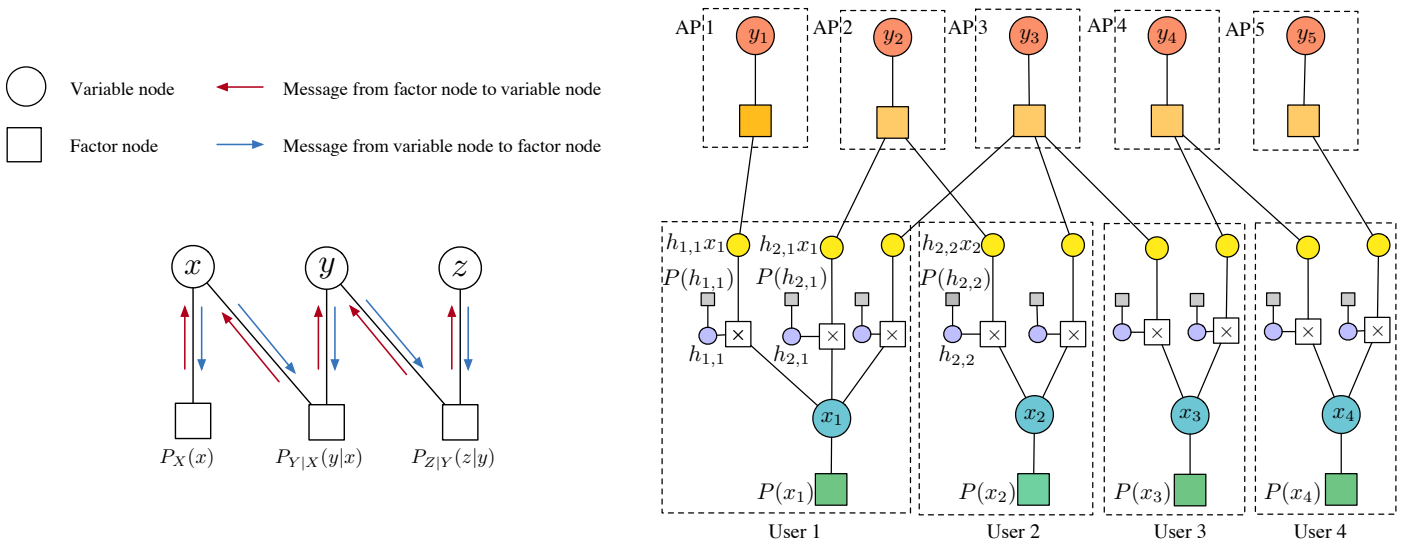 Variable node
Message from factor node to variable node
Factor node
Message from variable node to factor node
x
y
z
P_X(x)
P_{Y|X}(y|x)
P_{Z|Y}(z|y)
AP 1
AP 2
AP 3
AP 4
AP 5
y_1
y_2
y_3
y_4
y_5
h_{1,1}x_1
h_{2,1}x_1
h_{2,2}x_2
P(h_{1,1})
P(h_{2,1})
P(h_{2,2})
× × × × × × × × ×
h_{1,1}
h_{2,1}
h_{2,2}
x_1
x_2
x_3
x_4
P(x_1)
P(x_2)
P(x_3)
P(x_4)
User 1
User 2
User 3
User 4